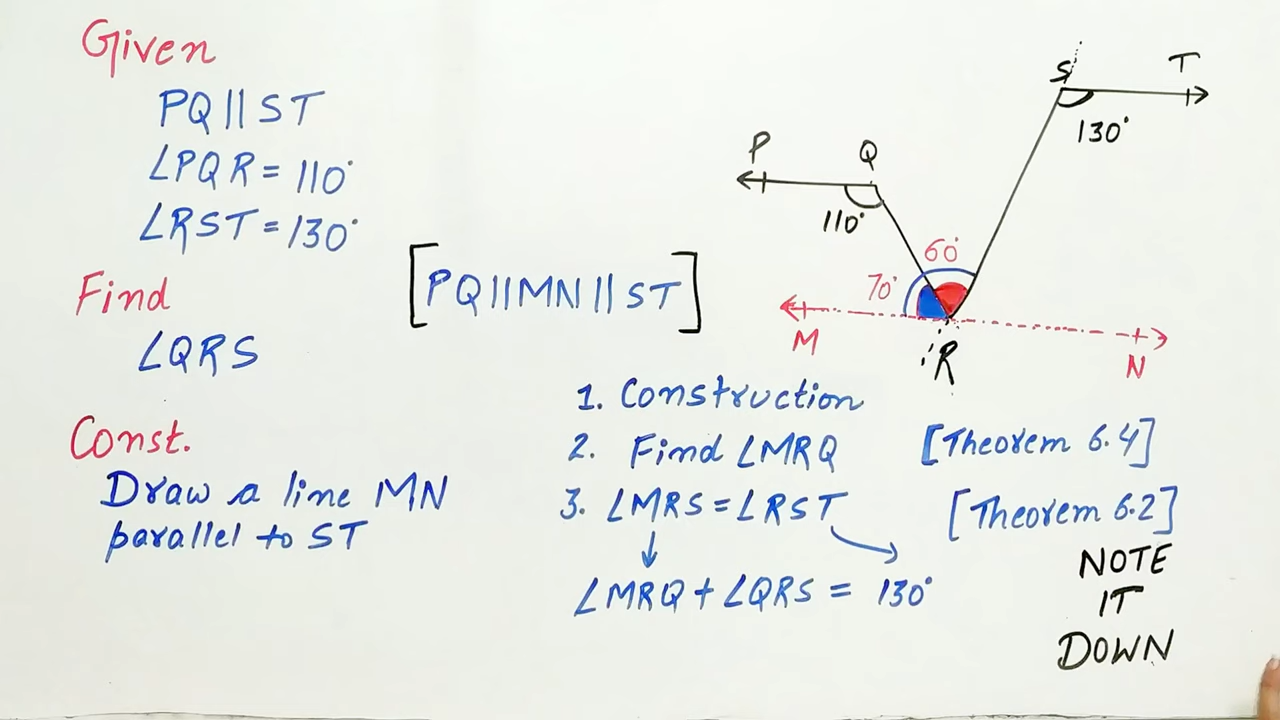 Given
PQ || ST
∠PQR = 110°
∠RST = 130°
Find
∠QRS
Const.
Draw a line MN
parallel to ST
[PQ || MN || ST]
S
T
130°
P
Q
110°
60°
70°
M
R
N
1. Construction
2. Find ∠MRQ [Theorem 6.4]
3. ∠MRS = ∠RST [Theorem 6.2]
∠MRQ + ∠QRS = 130°
NOTE
IT
DOWN